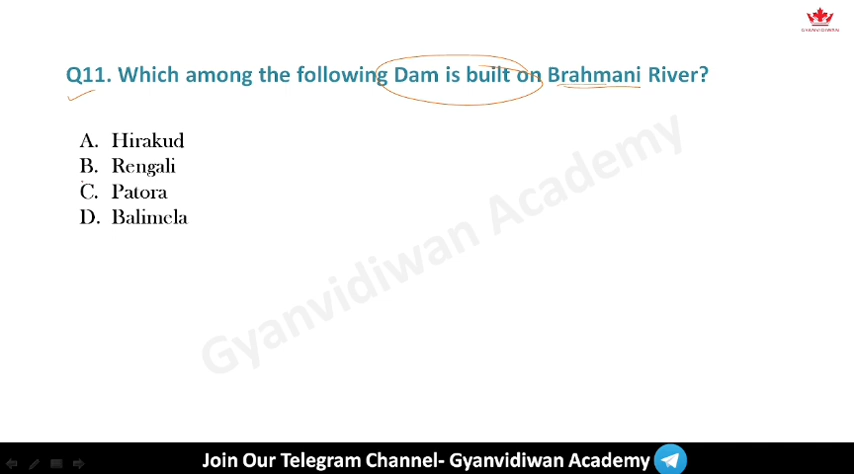 GYANVIDIWAN
Q11. Which among the following Dam is built on Brahmani River?
A. Hirakud
B. Rengali
C. Patora
D. Balimela
Gyanvidiwan Academy
Join Our Telegram Channel- Gyanvidiwan Academy